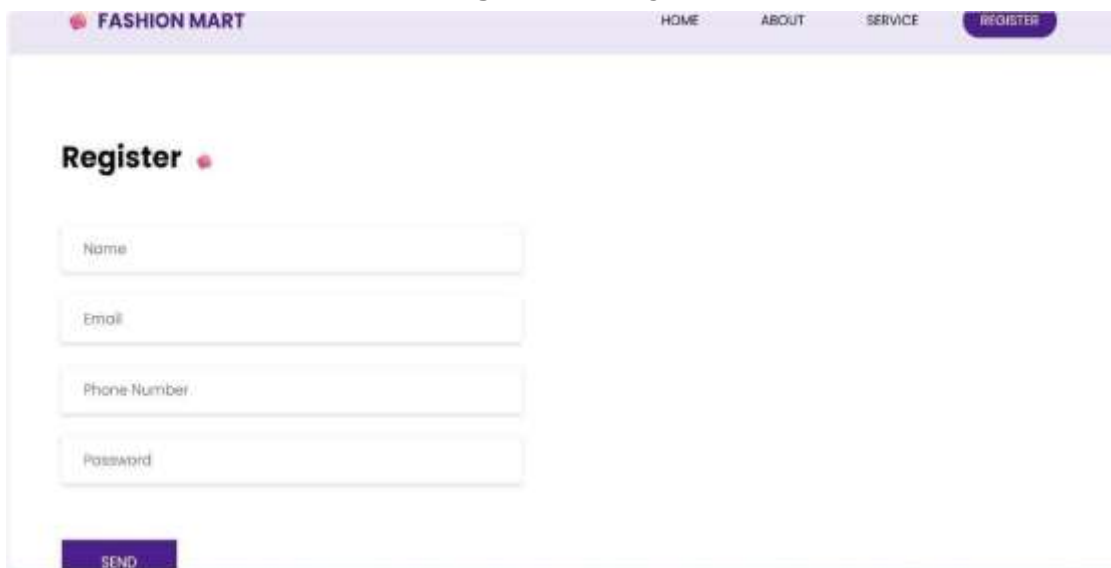 FASHION MART HOME ABOUT SERVICE REGISTER
Register
Name
Email
Phone Number
Password
SEND